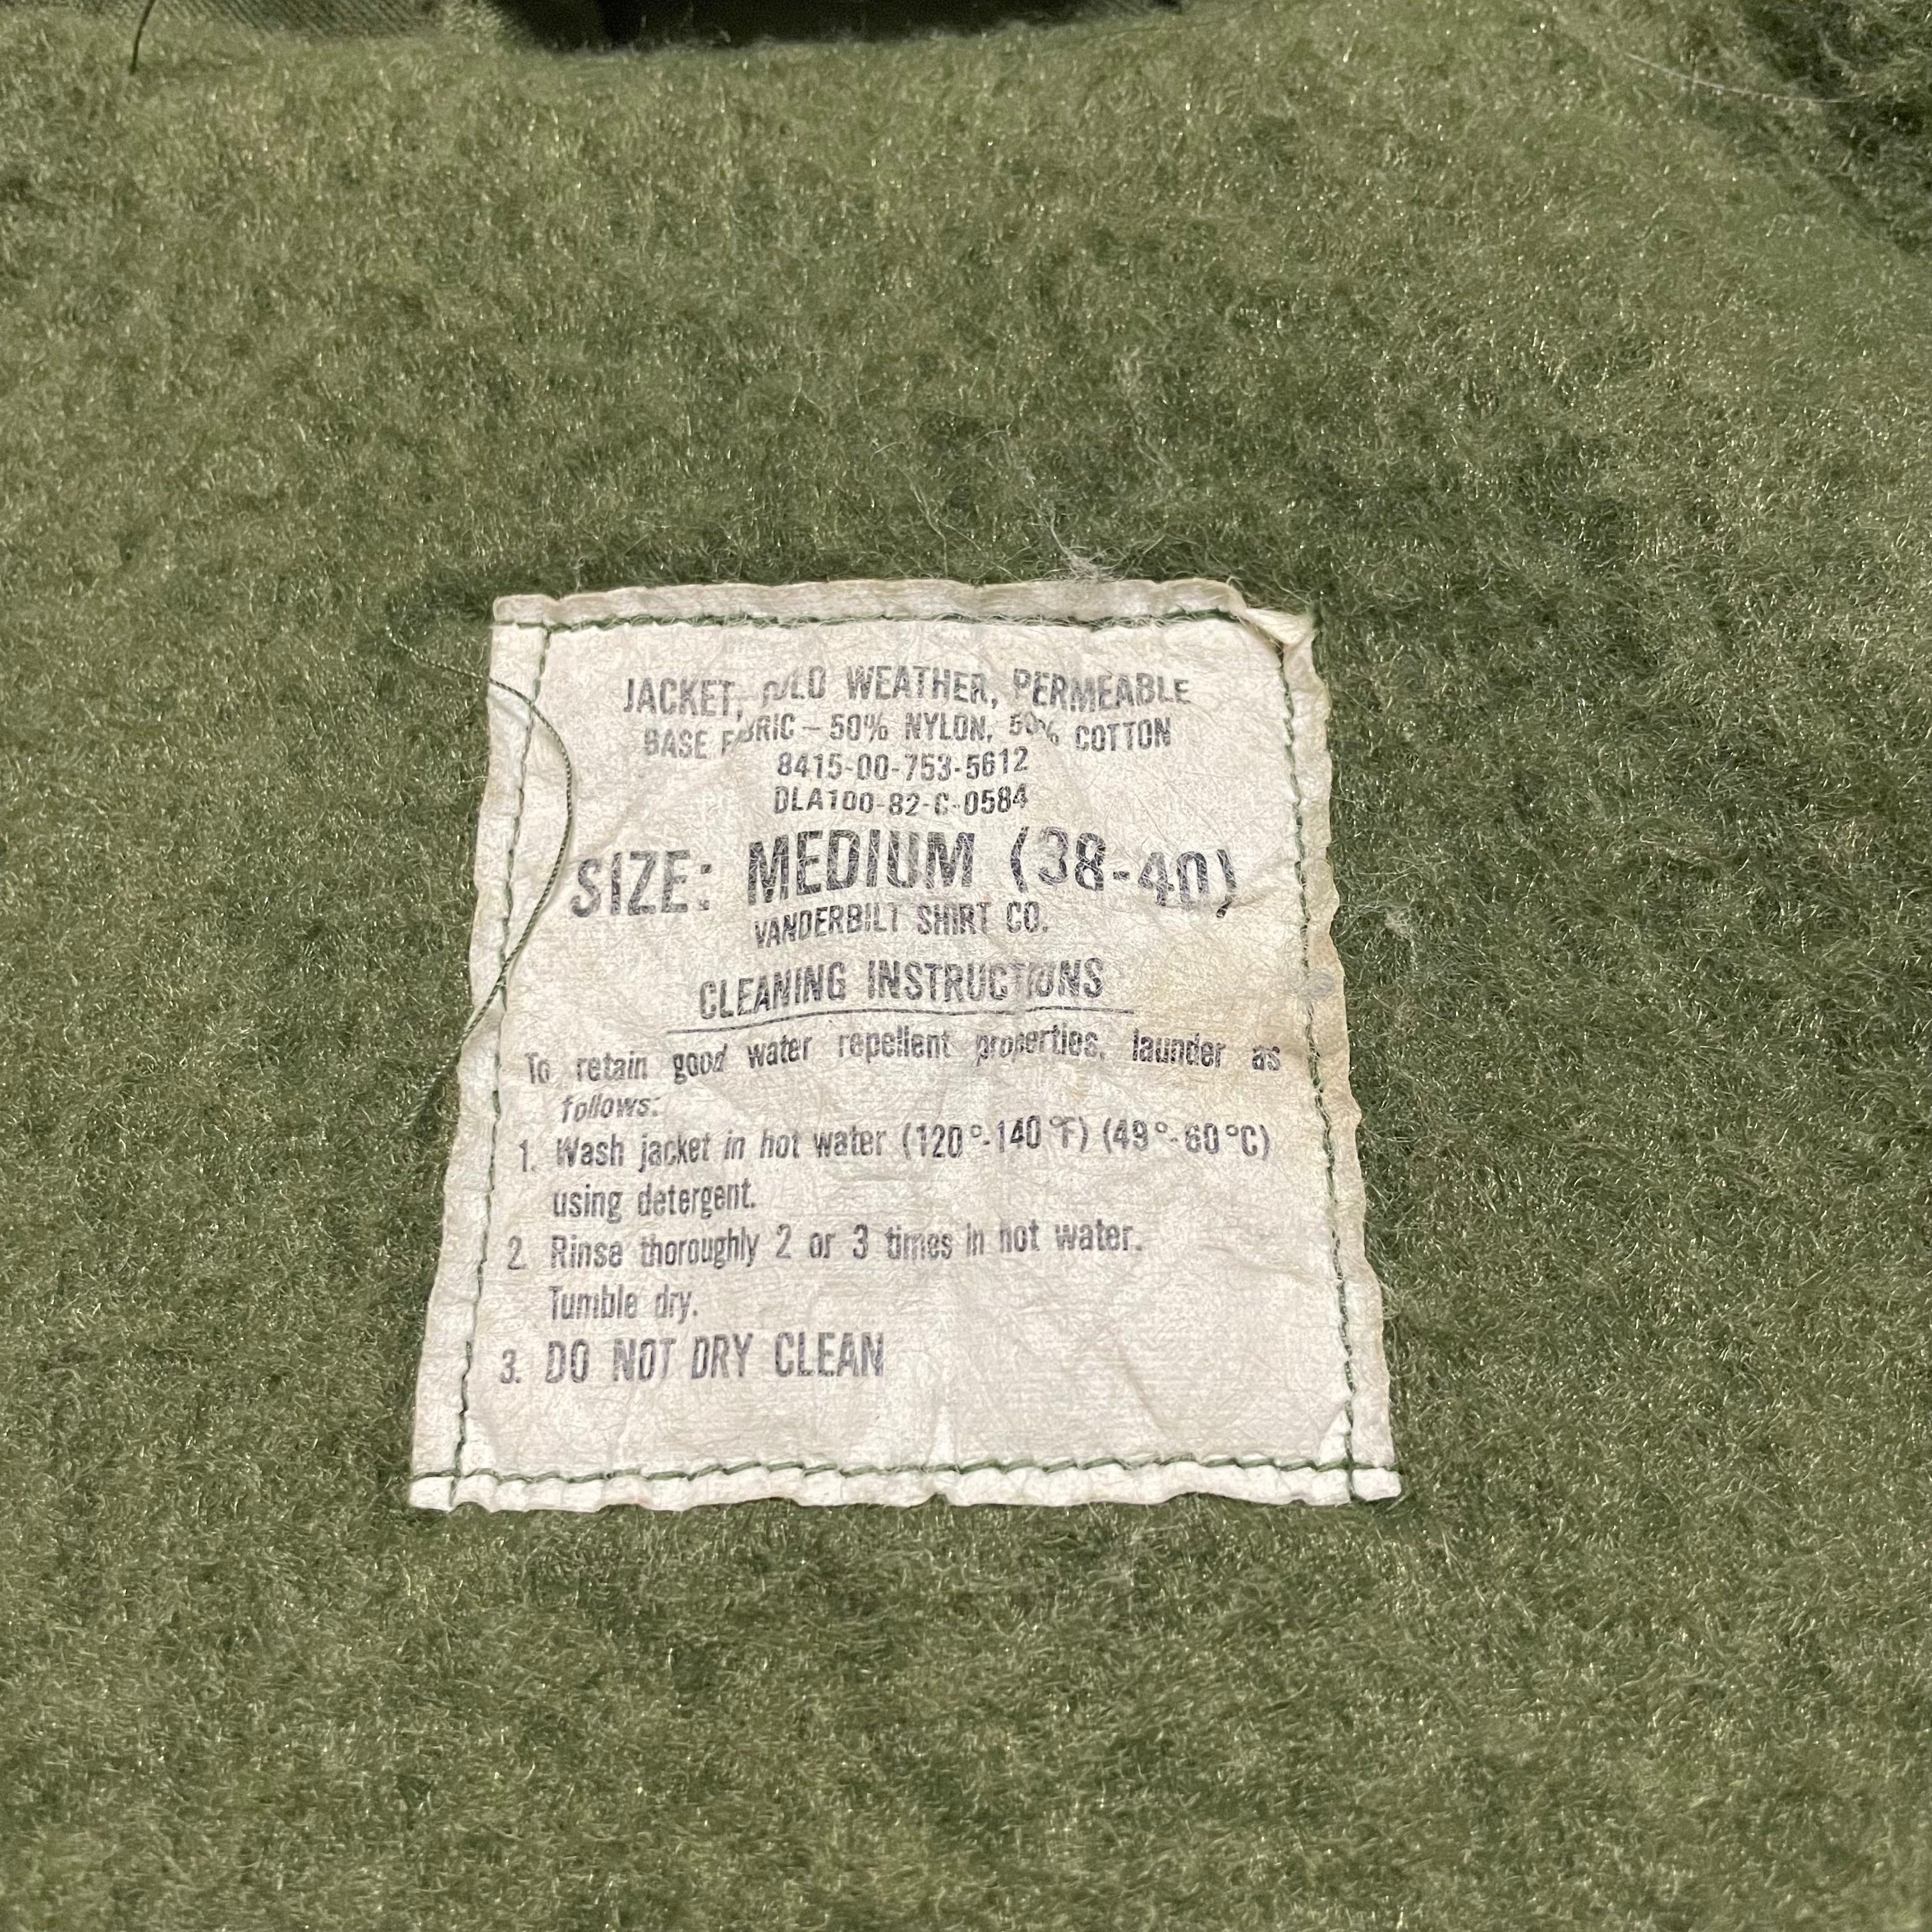 JACKET, COLD WEATHER, PERMEABLE
BASE FABRIC – 50% NYLON, 50% COTTON
8415-00-753-5612
DLA100-82-C-0584
SIZE: MEDIUM (38-40)
VANDERBILT SHIRT CO.
CLEANING INSTRUCTIONS
To retain good water repellent properties, launder as
follows:
1. Wash jacket in hot water (120°-140°F) (49°-60°C)
using detergent.
2. Rinse thoroughly 2 or 3 times in hot water.
Tumble dry.
3. DO NOT DRY CLEAN